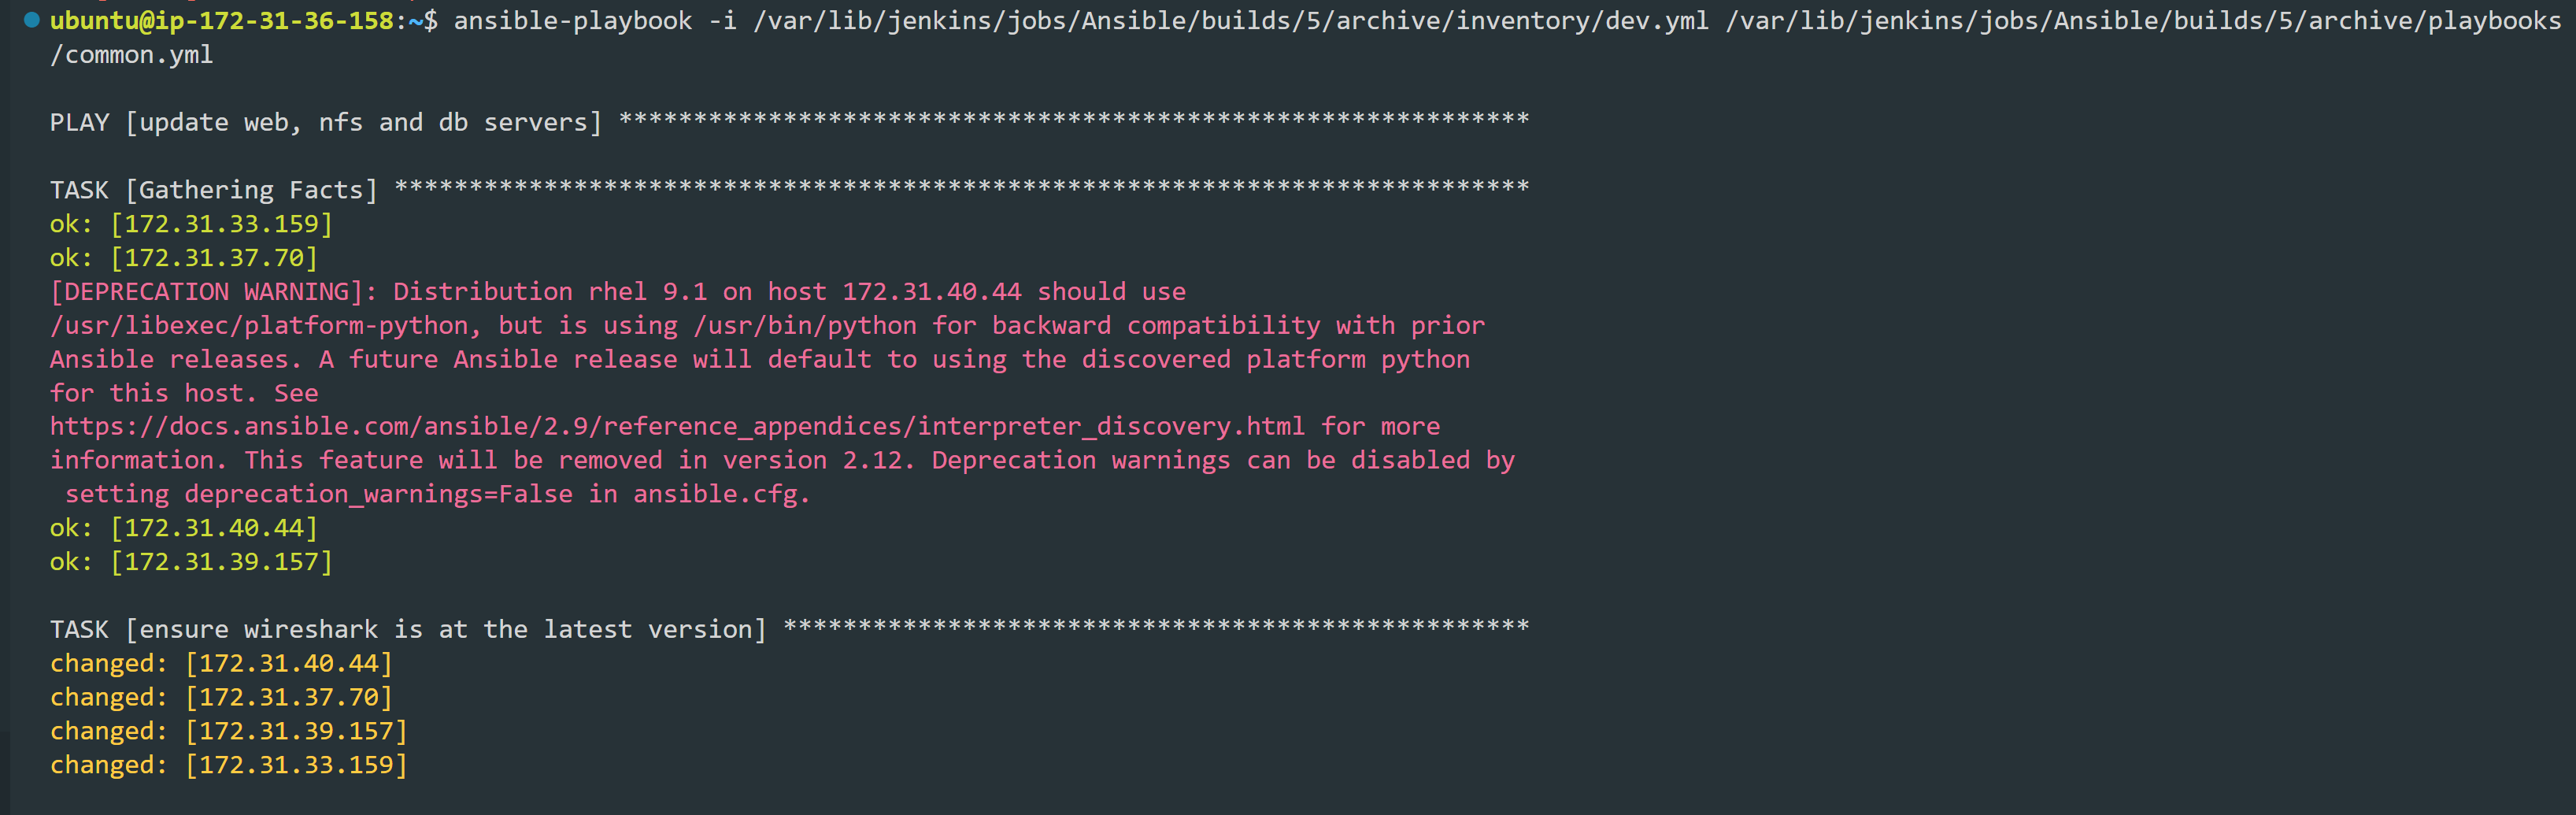 ubuntu@ip-172-31-36-158:~$ ansible-playbook -i /var/lib/jenkins/jobs/Ansible/builds/5/archive/inventory/dev.yml /var/lib/jenkins/jobs/Ansible/builds/5/archive/playbooks
/common.yml
PLAY [update web, nfs and db servers] *************************************************************
TASK [Gathering Facts] ****************************************************************************
ok: [172.31.33.159]
ok: [172.31.37.70]
[DEPRECATION WARNING]: Distribution rhel 9.1 on host 172.31.40.44 should use
/usr/libexec/platform-python, but is using /usr/bin/python for backward compatibility with prior
Ansible releases. A future Ansible release will default to using the discovered platform python
for this host. See
https://docs.ansible.com/ansible/2.9/reference_appendices/interpreter_discovery.html for more
information. This feature will be removed in version 2.12. Deprecation warnings can be disabled by
 setting deprecation_warnings=False in ansible.cfg.
ok: [172.31.40.44]
ok: [172.31.39.157]
TASK [ensure wireshark is at the latest version] **************************************************
changed: [172.31.40.44]
changed: [172.31.37.70]
changed: [172.31.39.157]
changed: [172.31.33.159]